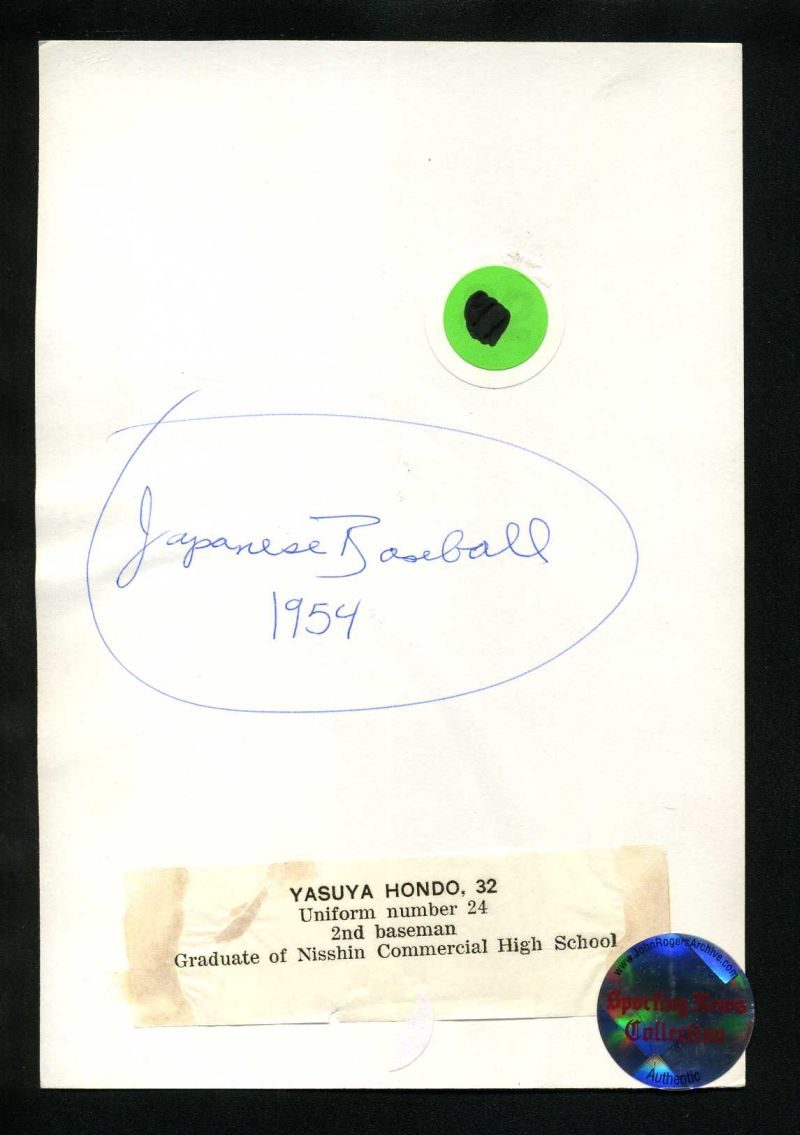 Japanese Baseball
1954
YASUYA HONDO, 32
Uniform number 24
2nd baseman
Graduate of Nisshin Commercial High School
www.JohnRogersArchive.com
Sporting News
Collection
Authentic